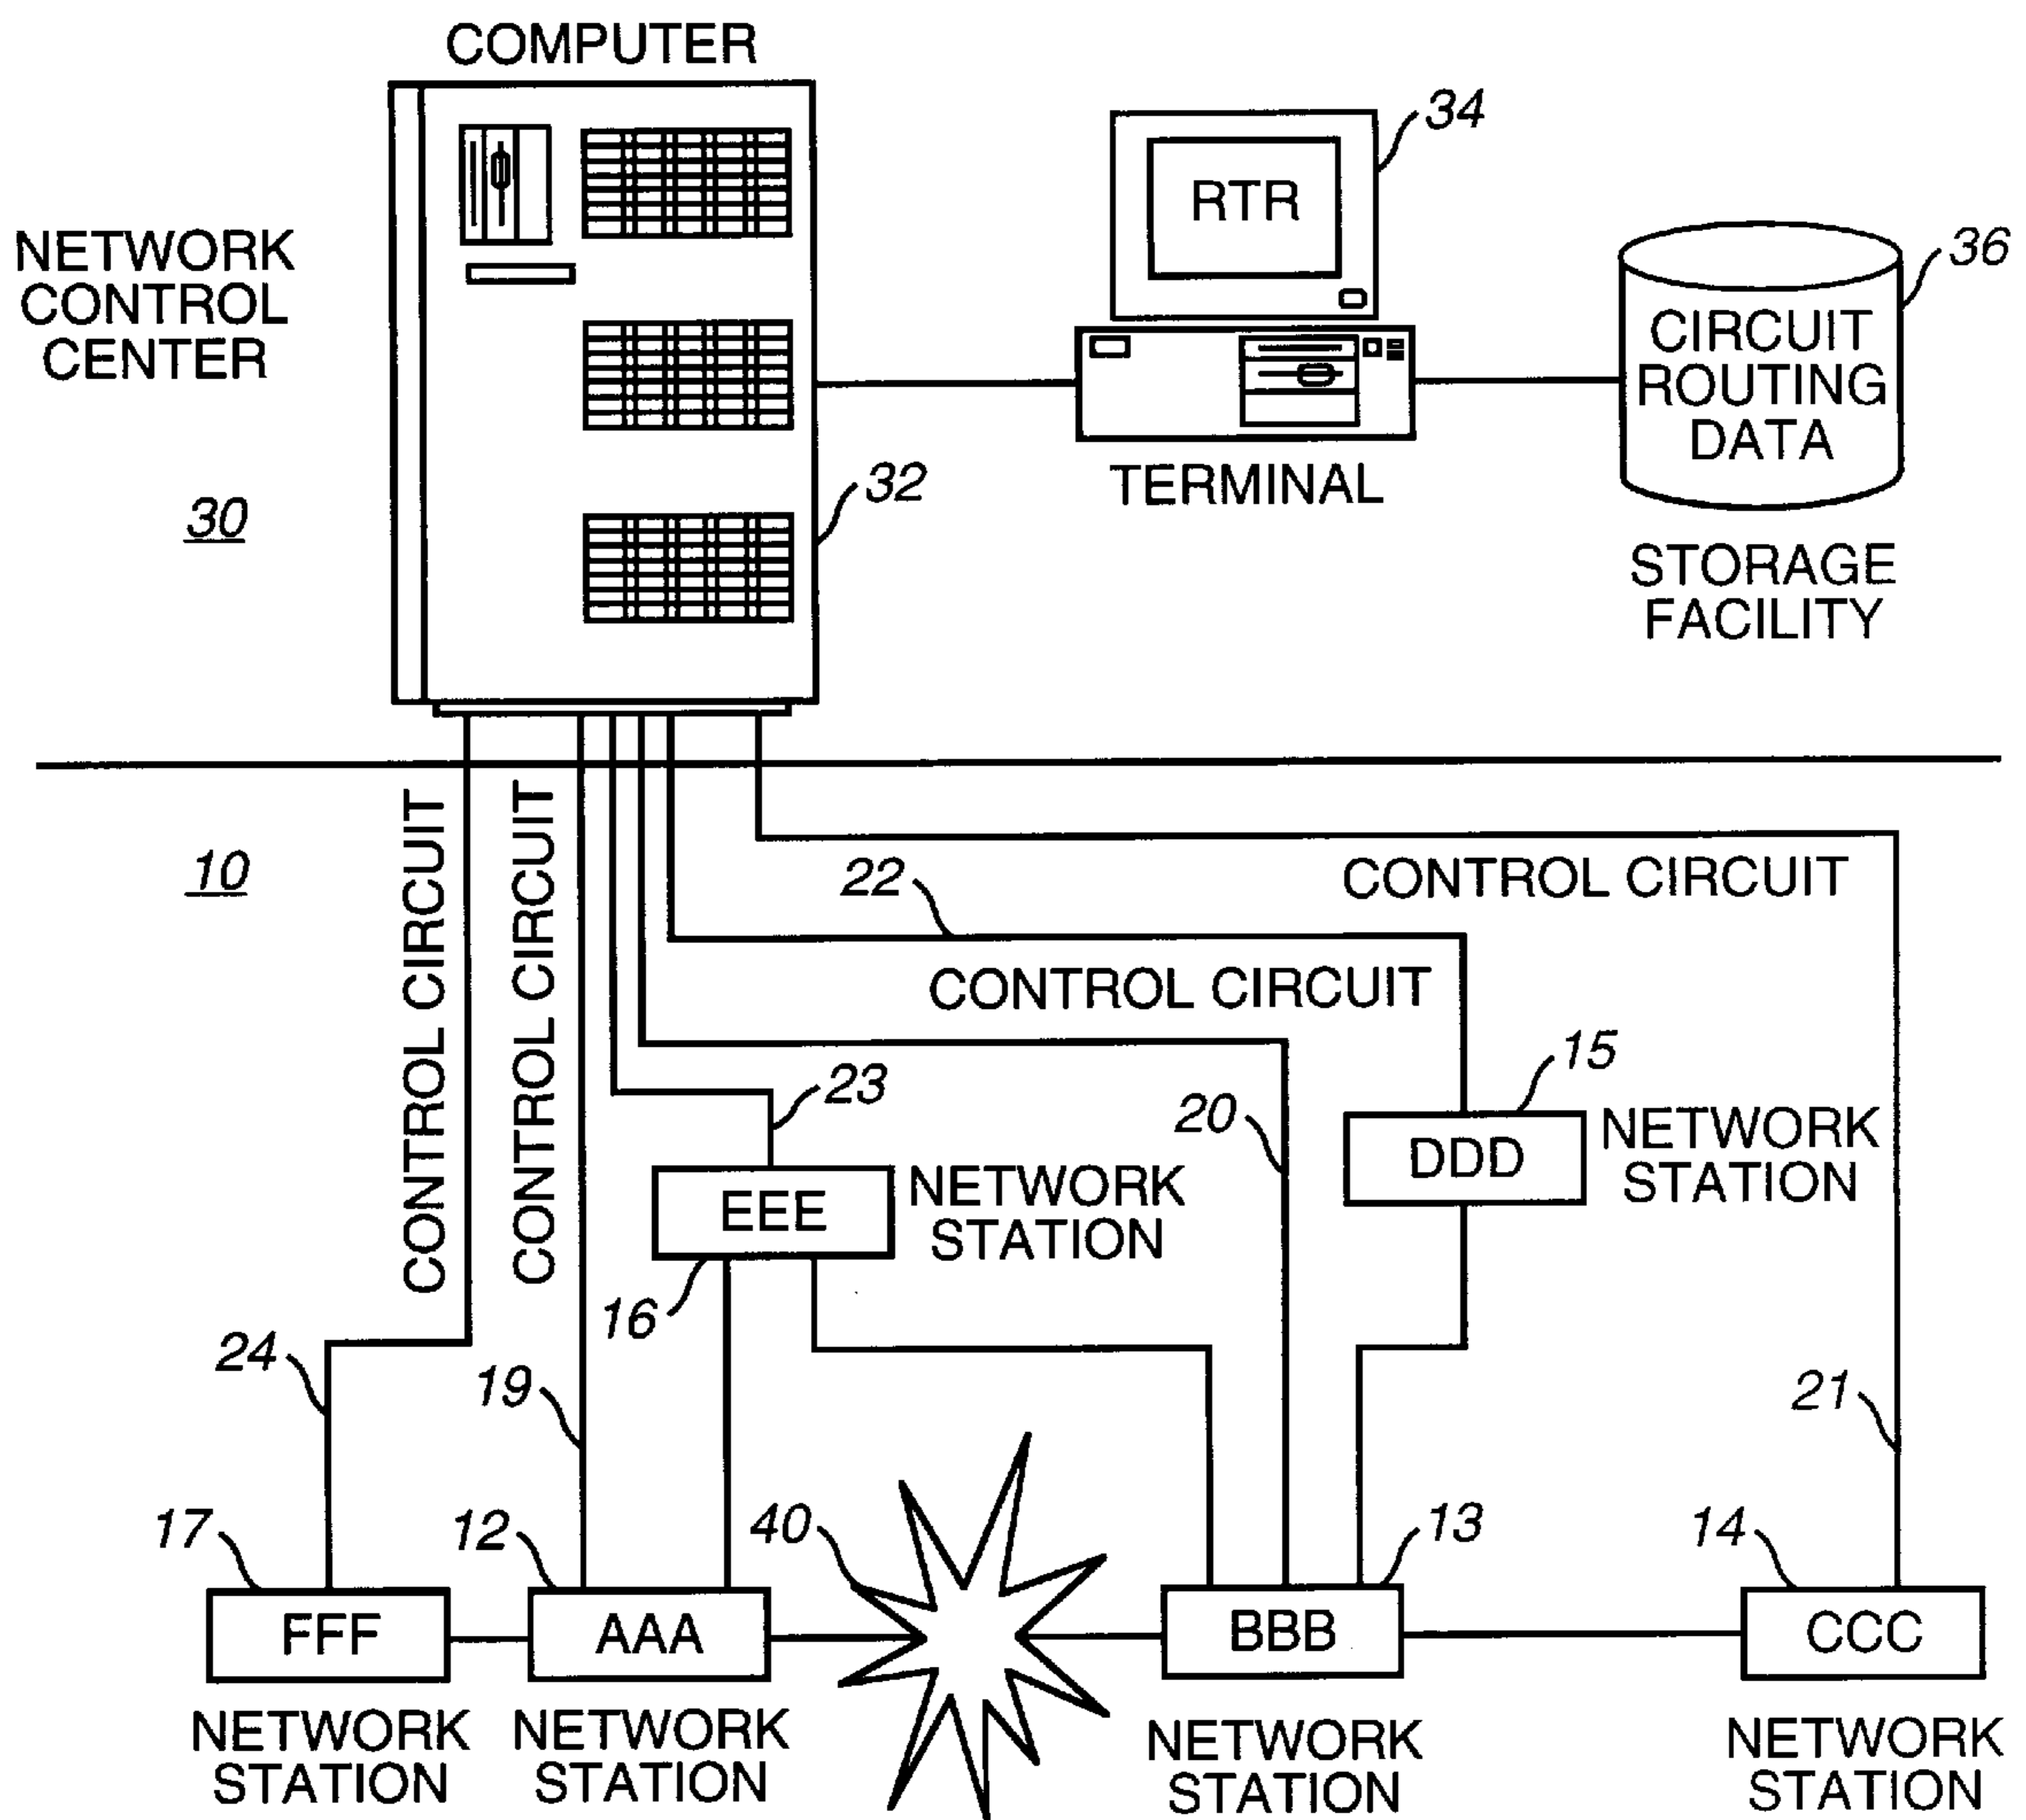 COMPUTER
34
RTR
36
NETWORK
CONTROL
CENTER
CIRCUIT
ROUTING
DATA
TERMINAL
32
30
STORAGE
FACILITY
10
CONTROL CIRCUIT
CONTROL CIRCUIT
22
CONTROL CIRCUIT
CONTROL CIRCUIT
15
23
20
NETWORK
STATION
DDD
EEE
NETWORK
STATION
16
24
19
21
17
12
40
13
14
FFF
AAA
BBB
CCC
NETWORK
STATION
NETWORK
STATION
NETWORK
STATION
NETWORK
STATION